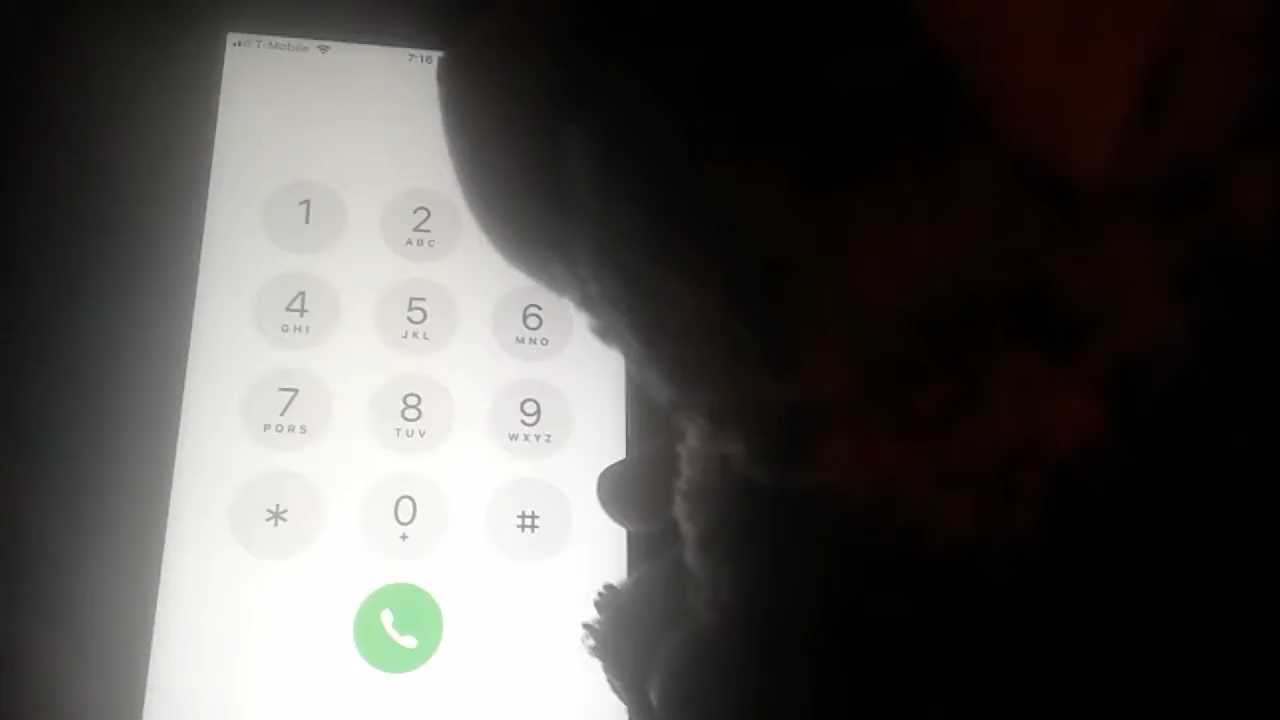 T-Mobile
7:16
1 2
ABC
4 5 6
GHI JKL MNO
7 8 9
PQRS TUV WXYZ
* 0 #
+